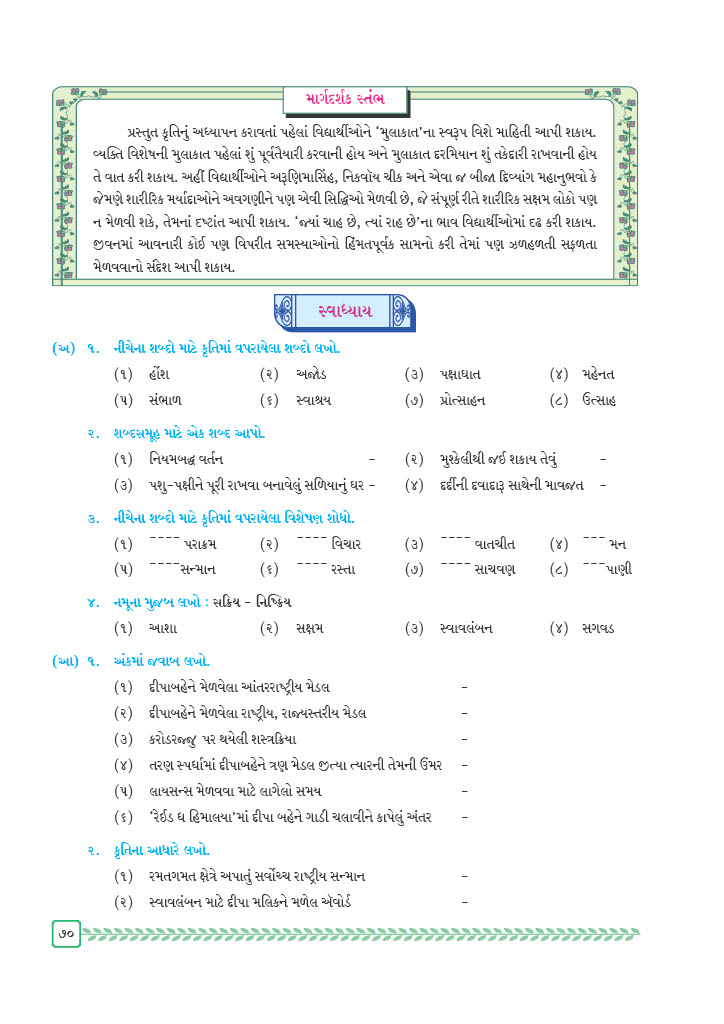 માર્ગદર્શક સ્તંભ
પ્રસ્તુત કૃતિનું અધ્યાપન કરાવતાં પહેલાં વિદ્યાર્થીઓને ‘મુલાકાત’ના સ્વરૂપ વિશે માહિતી આપી શકાય.
વ્યક્તિ વિશેષની મુલાકાત પહેલાં શું પૂર્વતૈયારી કરવાની હોય અને મુલાકાત દરમિયાન શું તકેદારી રાખવાની હોય
તે વાત કરી શકાય. અહીં વિદ્યાર્થીઓને અરૂણિમાસિંહ, નિકવૉય ચીક અને એવા જ બીજા દિવ્યાંગ મહાનુભવો કે
જેમણે શારીરિક મર્યાદાઓને અવગણીને પણ એવી સિદ્ધિઓ મેળવી છે, જે સંપૂર્ણ રીતે શારીરિક સક્ષમ લોકો પણ
ન મેળવી શકે, તેમનાં દષ્ટાંત આપી શકાય. ‘જ્યાં ચાહ છે, ત્યાં રાહ છે’ના ભાવ વિદ્યાર્થીઓમાં દઢ કરી શકાય.
જીવનમાં આવનારી કોઈ પણ વિપરીત સમસ્યાઓનો હિંમતપૂર્વક સામનો કરી તેમાં પણ ઝળહળતી સફળતા
મેળવવાનો સંદેશ આપી શકાય.
સ્વાધ્યાય
(અ) ૧. નીચેના શબ્દો માટે કૃતિમાં વપરાયેલા શબ્દો લખો.
(૧) હોંશ (૨) અજોડ (૩) પક્ષાઘાત (૪) મહેનત
(૫) સંભાળ (૬) સ્વાશ્રય (૭) પ્રોત્સાહન (૮) ઉત્સાહ
૨. શબ્દસમૂહ માટે એક શબ્દ આપો.
(૧) નિયમબદ્ધ વર્તન – (૨) મુશ્કેલીથી જઈ શકાય તેવું –
(૩) પશુ-પક્ષીને પૂરી રાખવા બનાવેલું સળિયાનું ઘર – (૪) દર્દીની દવાદારૂ સાથેની માવજત –
૩. નીચેના શબ્દો માટે કૃતિમાં વપરાયેલા વિશેષણ શોધો.
(૧) ---- પરાક્રમ (૨) ---- વિચાર (૩) ---- વાતચીત (૪) --- મન
(૫) ----સન્માન (૬) ---- રસ્તા (૭) ---- સાચવણ (૮) ---પાણી
૪. નમૂના મુજબ લખો : સક્રિય - નિષ્ક્રિય
(૧) આશા (૨) સક્ષમ (૩) સ્વાવલંબન (૪) સગવડ
(આ) ૧. અંકમાં જવાબ લખો.
(૧) દીપાબહેને મેળવેલા આંતરરાષ્ટ્રીય મેડલ –
(૨) દીપાબહેને મેળવેલા રાષ્ટ્રીય, રાજ્યસ્તરીય મેડલ –
(૩) કરોડરજ્જુ પર થયેલી શસ્ત્રક્રિયા –
(૪) તરણ સ્પર્ધામાં દીપાબહેને ત્રણ મેડલ જીત્યા ત્યારની તેમની ઉંમર –
(૫) લાયસન્સ મેળવવા માટે લાગેલો સમય –
(૬) ‘રેઈડ ધ હિમાલયા’માં દીપા બહેને ગાડી ચલાવીને કાપેલું અંતર –
૨. કૃતિના આધારે લખો.
(૧) રમતગમત ક્ષેત્રે અપાતું સર્વોચ્ચ રાષ્ટ્રીય સન્માન –
(૨) સ્વાવલંબન માટે દીપા મલિકને મળેલ ઍવોર્ડ –
૭૦